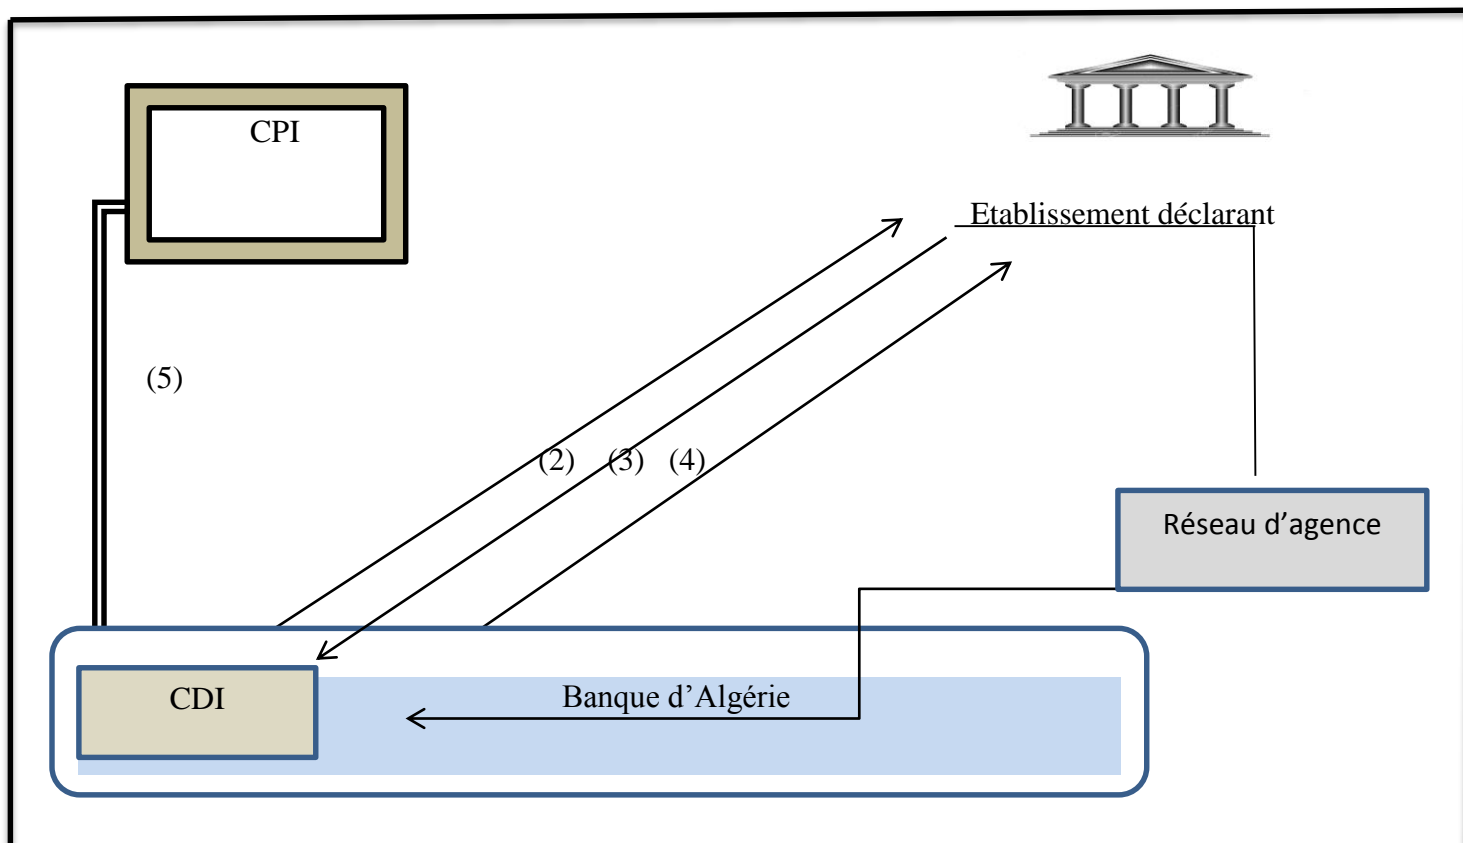 CPI
Etablissement déclarant
(5)
(2) (3) (4)
Réseau d’agence
CDI
Banque d’Algérie